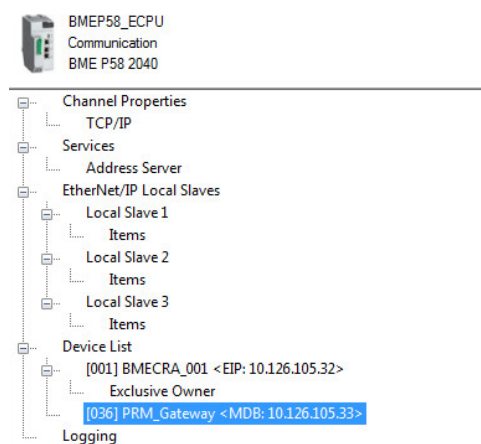 BMEP58_ECPU
Communication
BME P58 2040
Channel Properties
TCP/IP
Services
Address Server
EtherNet/IP Local Slaves
Local Slave 1
Items
Local Slave 2
Items
Local Slave 3
Items
Device List
[001] BMECRA_001 <EIP: 10.126.105.32>
Exclusive Owner
[036] PRM_Gateway <MDB: 10.126.105.33>
Logging